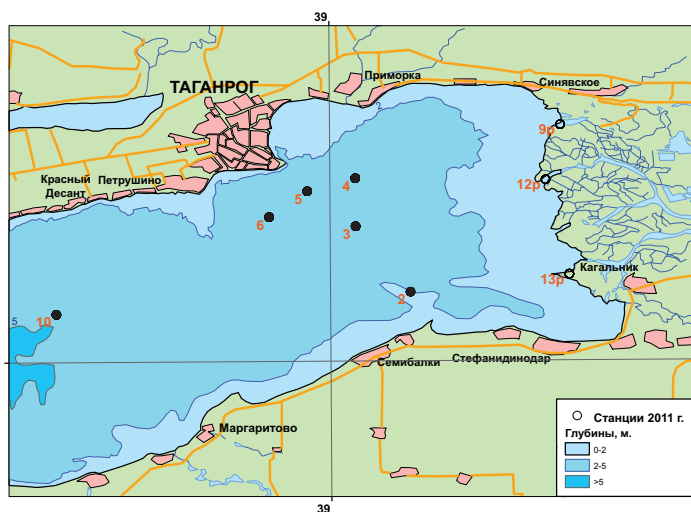 39
ТАГАНРОГ
Приморка
Синявское
2
9р
Красный
Десант
Петрушино
12р
4
5
6
3
Кагальник
13р
2
10
5
Семибалки
Стефанидинодар
Маргаритово
Станции 2011 г.
Глубины, м.
0-2
2-5
>5
39